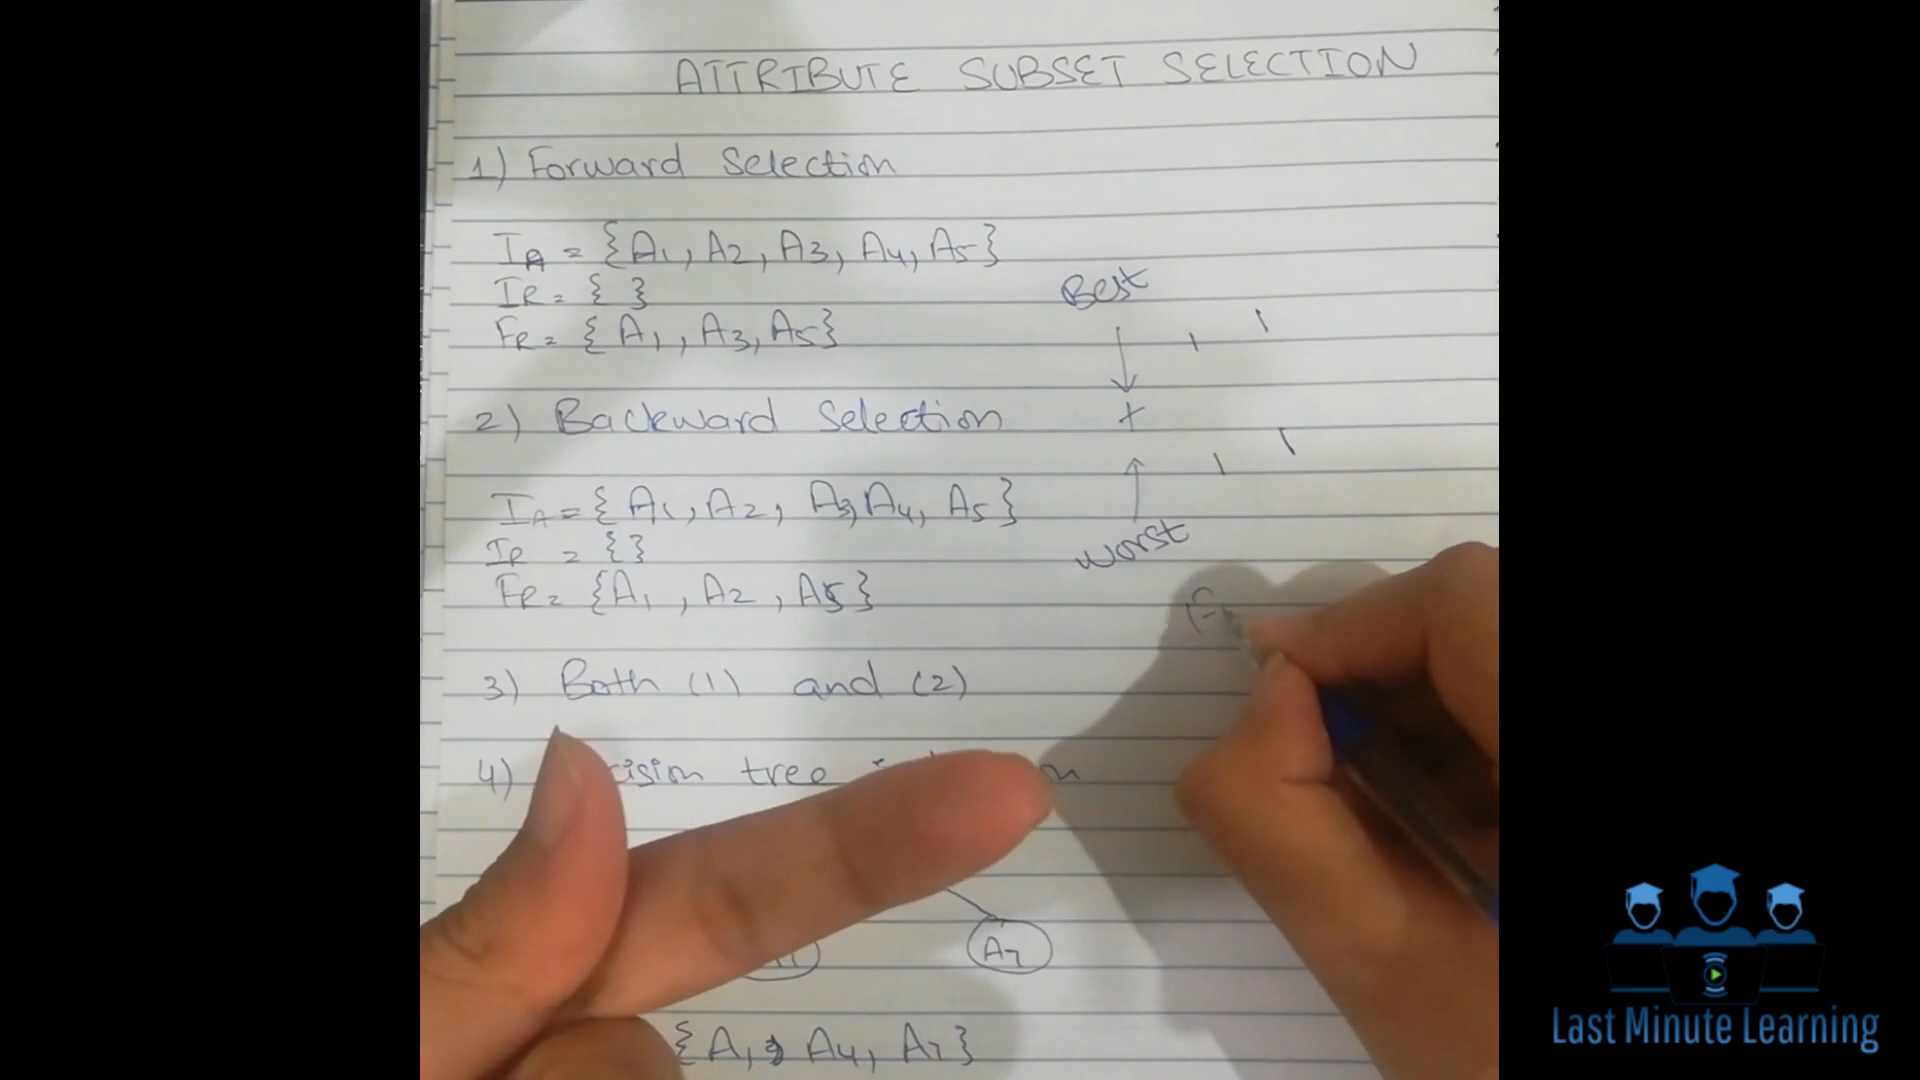 ATTRIBUTE SUBSET SELECTION
1) Forward Selection
IA = {A1, A2, A3, A4, A5}
IR = { }
FR = { A1, A3, A5}
Best
+
2) Backward Selection
IA = { A1, A2, A3, A4, A5 }
IR = { }
FR = {A1, A2, A5}
worst
3) Both (1) and (2)
4) tree
A7
{A1, A4, A7}
Last Minute Learning